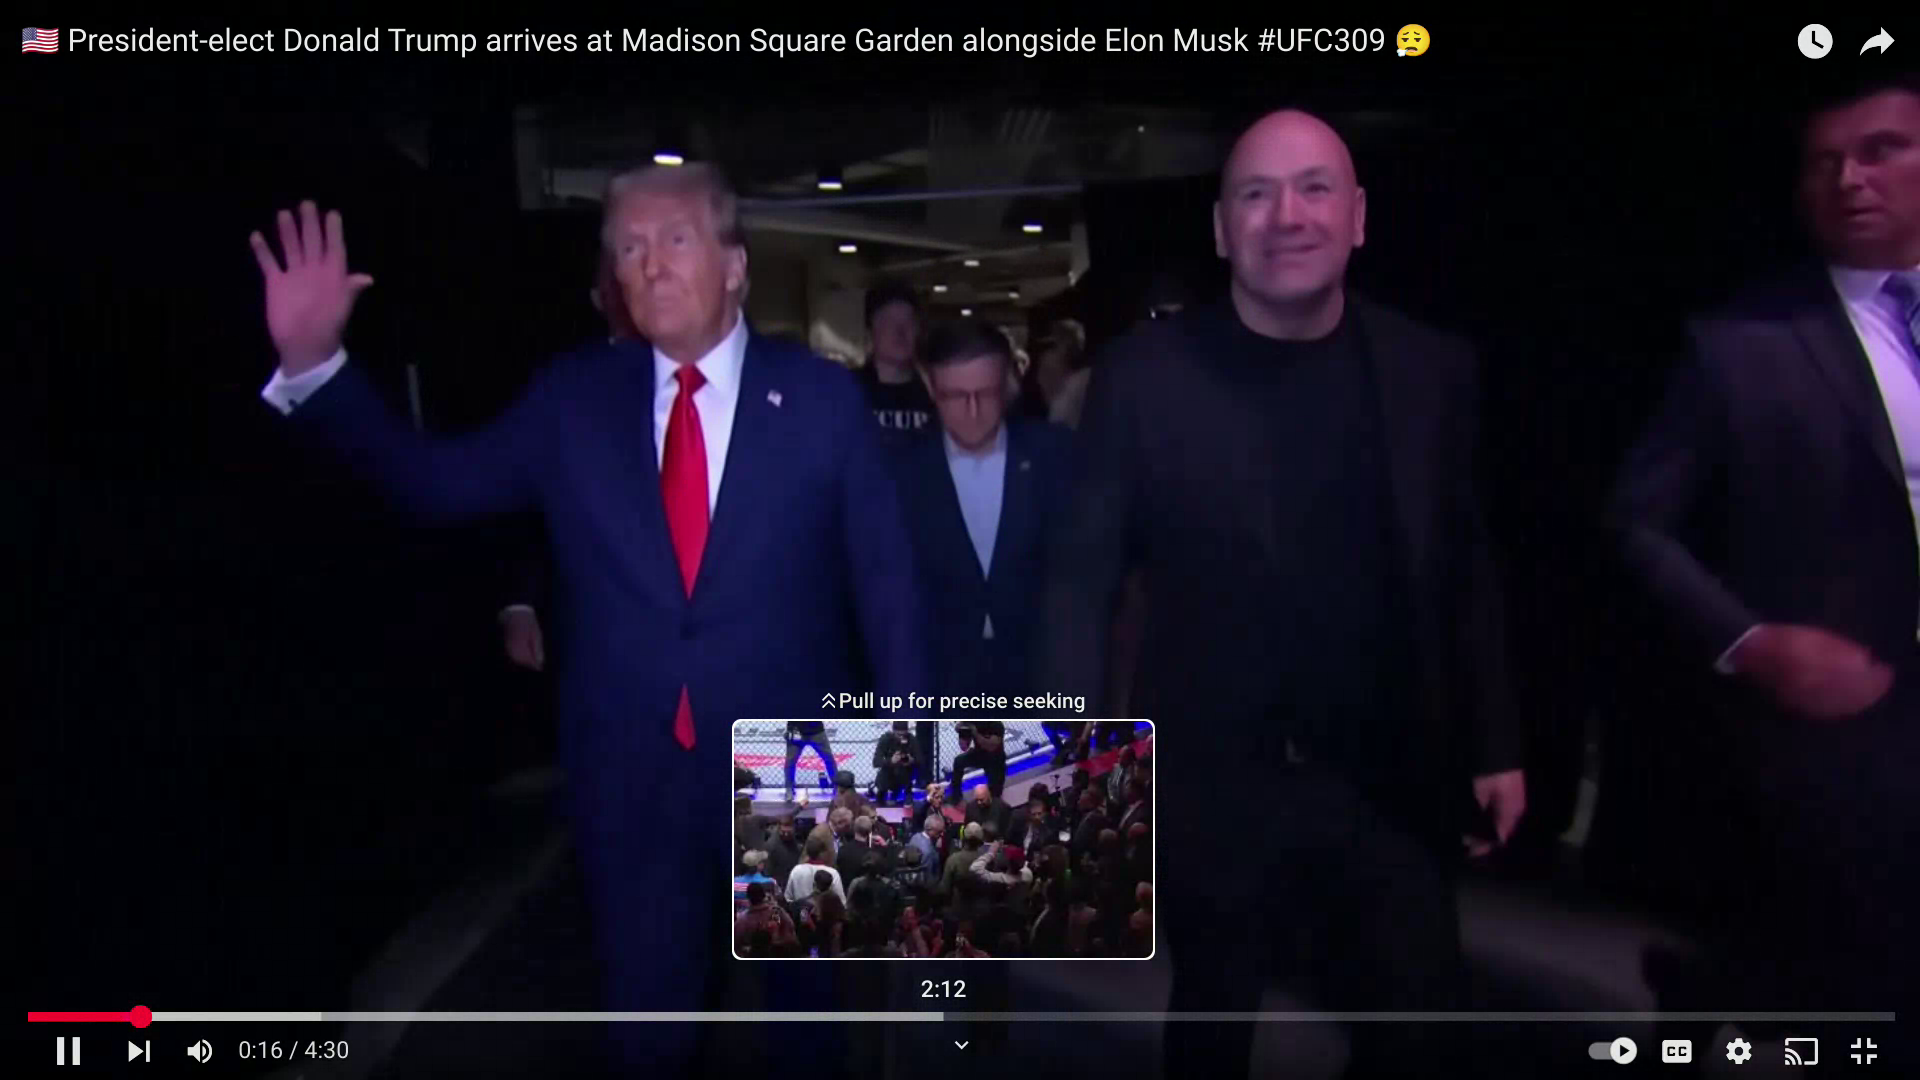 🇺🇸 President-elect Donald Trump arrives at Madison Square Garden alongside Elon Musk #UFC309 😮‍💨
CUP
Pull up for precise seeking
2:12
0:16 / 4:30
CC